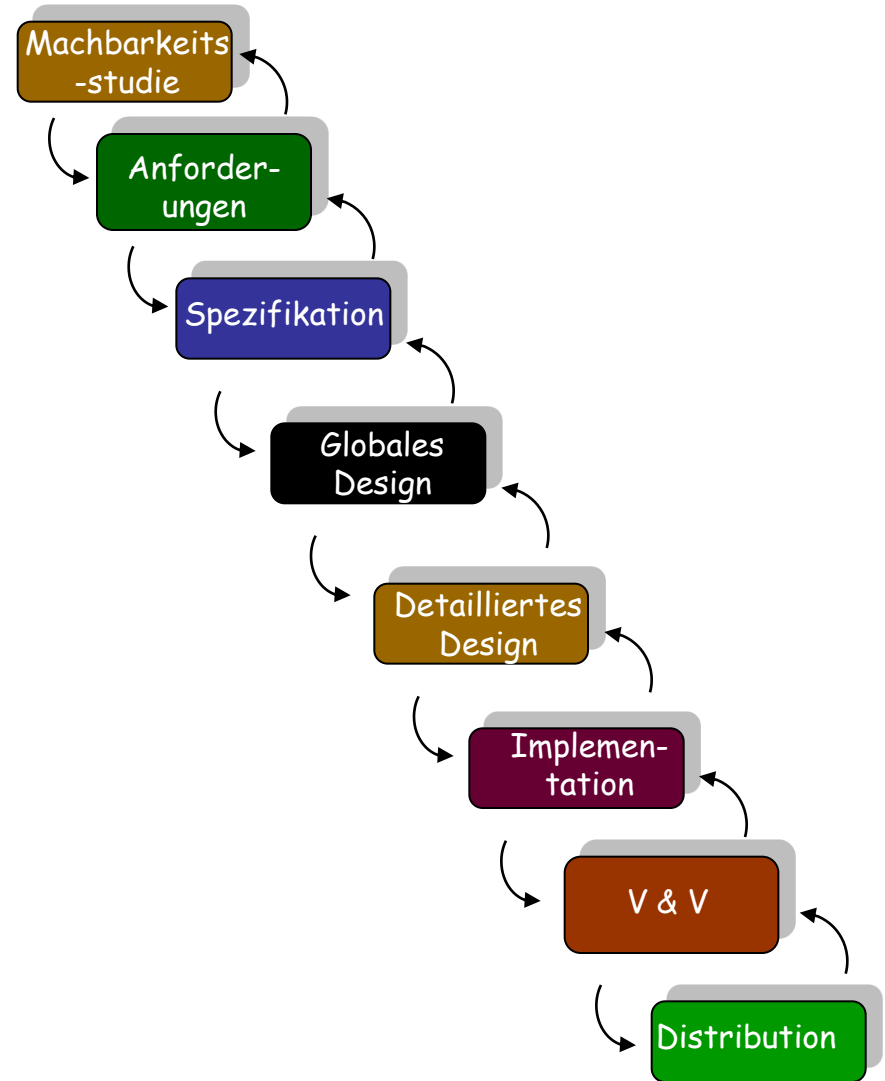 Machbarkeits
-studie
Anforder-
ungen
Spezifikation
Globales
Design
Detailliertes
Design
Implemen-
tation
V & V
Distribution